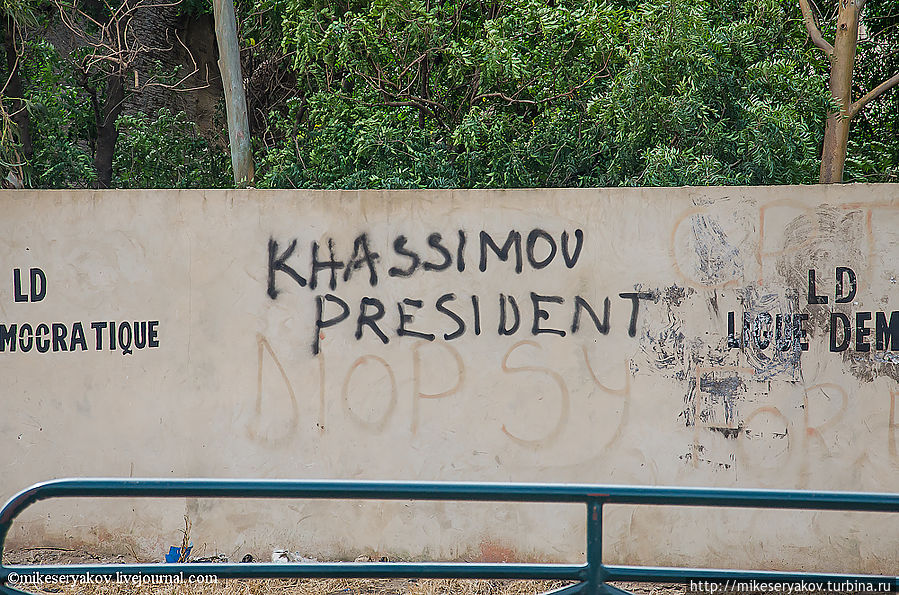 KHASSIMOU
PRESIDENT
LD
MOCRATIQUE
LD
LIGUE DEM
DIOP SY
©mikeseryakov.livejournal.com
http://mikeseryakov.turbina.ru